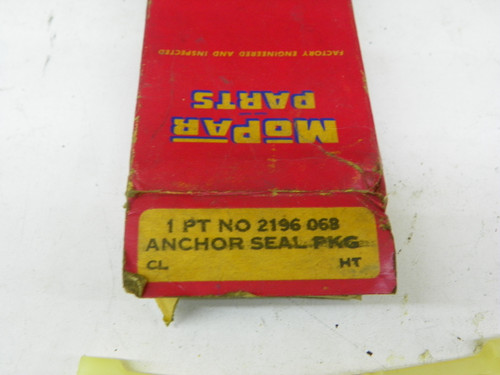 FACTORY ENGINEERED AND INSPECTED
MOPAR
PARTS
1 PT NO 2196 068
ANCHOR SEAL PKG
CL HT